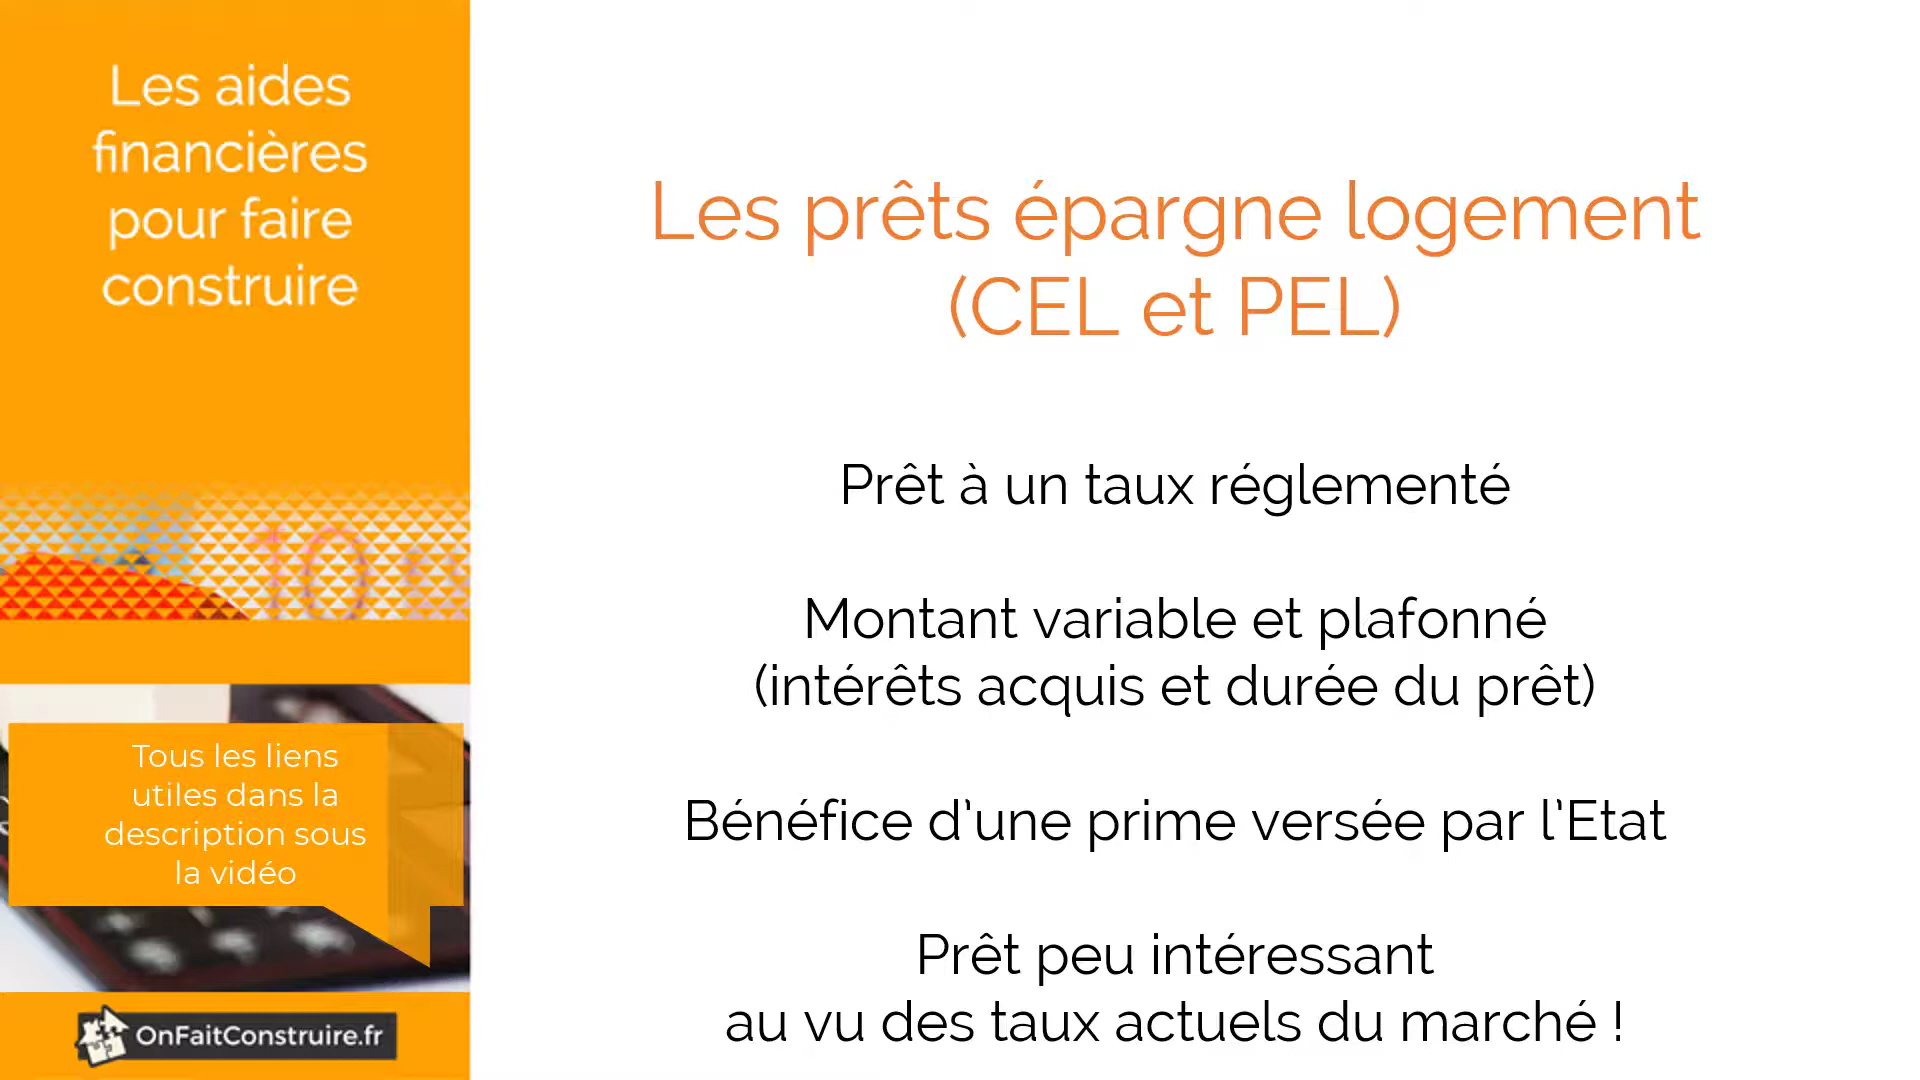 Les aides
financières
pour faire
construire
Les prêts épargne logement
(CEL et PEL)
Prêt à un taux réglementé
Montant variable et plafonné
(intérêts acquis et durée du prêt)
Bénéfice d’une prime versée par l’Etat
Prêt peu intéressant
au vu des taux actuels du marché !
10
Tous les liens
utiles dans la
description sous
la vidéo
OnFaitConstruire.fr